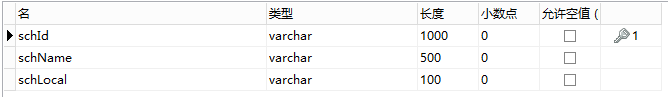 名 类型 长度 小数点 允许空值 (
schId varchar 1000 0 1
schName varchar 500 0
schLocal varchar 100 0